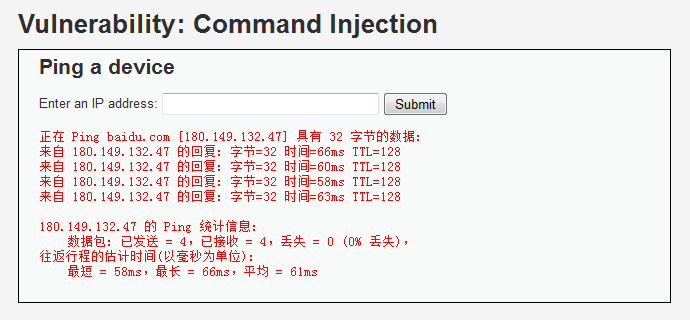 Vulnerability: Command Injection
Ping a device
Enter an IP address:
Submit
正在 Ping baidu.com [180.149.132.47] 具有 32 字节的数据:
来自 180.149.132.47 的回复: 字节=32 时间=66ms TTL=128
来自 180.149.132.47 的回复: 字节=32 时间=60ms TTL=128
来自 180.149.132.47 的回复: 字节=32 时间=58ms TTL=128
来自 180.149.132.47 的回复: 字节=32 时间=63ms TTL=128
180.149.132.47 的 Ping 统计信息:
数据包: 已发送 = 4，已接收 = 4，丢失 = 0 (0% 丢失)，
往返行程的估计时间(以毫秒为单位):
最短 = 58ms，最长 = 66ms，平均 = 61ms